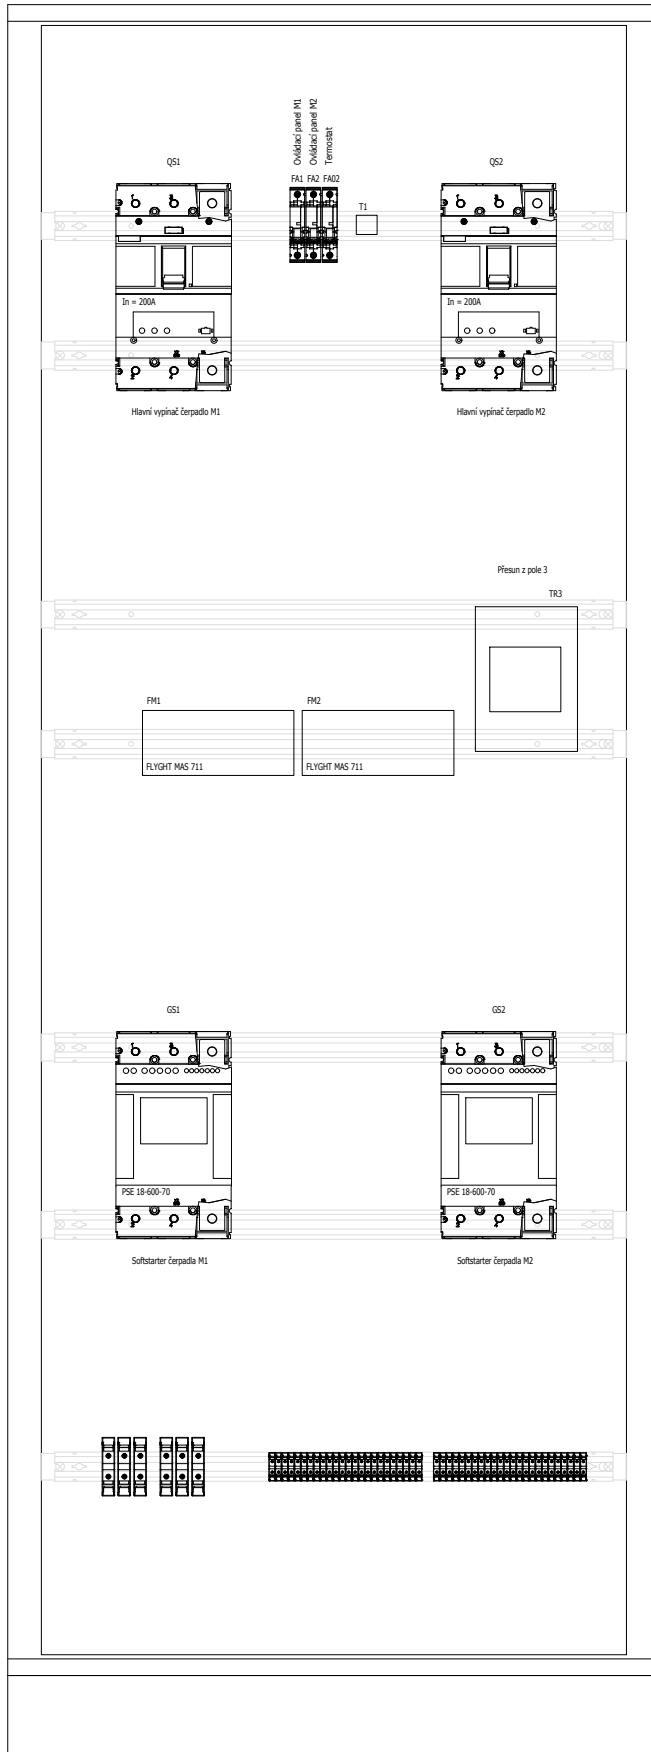 Ovládací panel M1
Ovládací panel M2
Termostat
QS1
FA1 FA2 FA02
T1
QS2
In = 200A
In = 200A
Hlavní vypínač čerpadlo M1
Hlavní vypínač čerpadlo M2
Přesun z pole 3
TR3
FM1
FM2
FLYGHT MAS 711
FLYGHT MAS 711
GS1
GS2
PSE 18-600-70
PSE 18-600-70
Softstarter čerpadla M1
Softstarter čerpadla M2